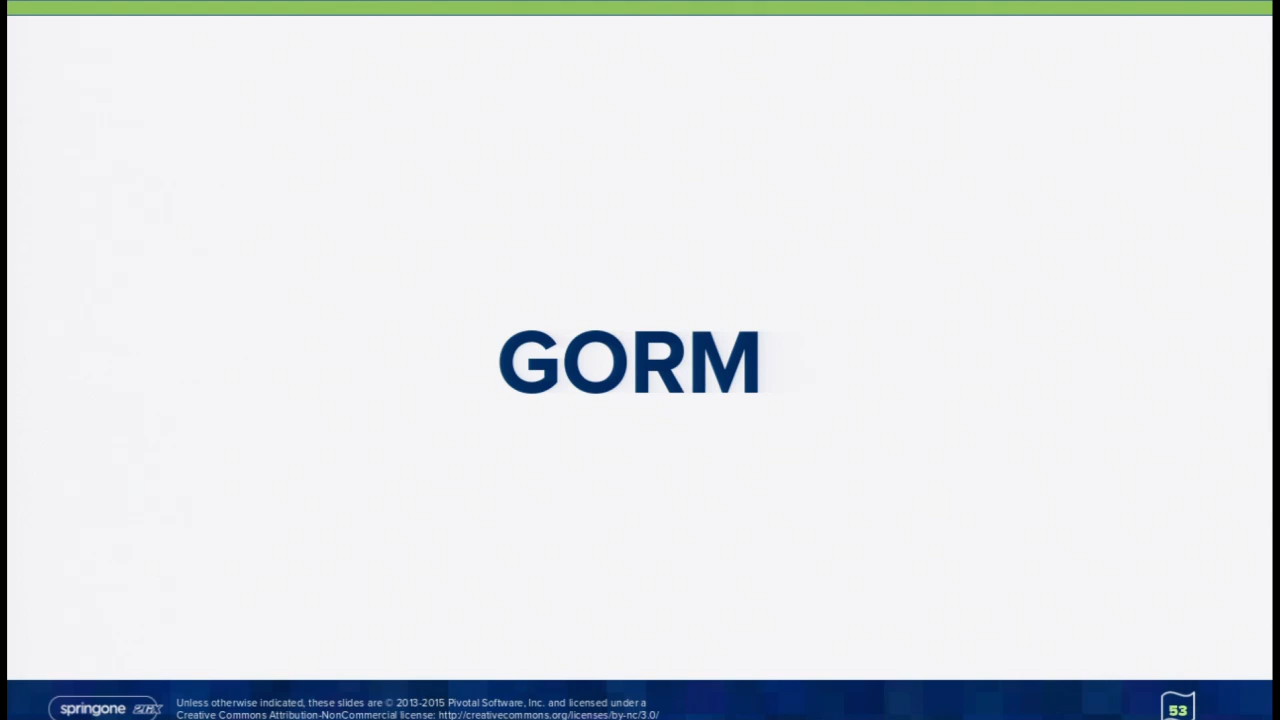 GORM
springone 2GX
Unless otherwise indicated, these slides are © 2013-2015 Pivotal Software, Inc. and licensed under a
Creative Commons Attribution-NonCommercial license: http://creativecommons.org/licenses/by-nc/3.0/
53